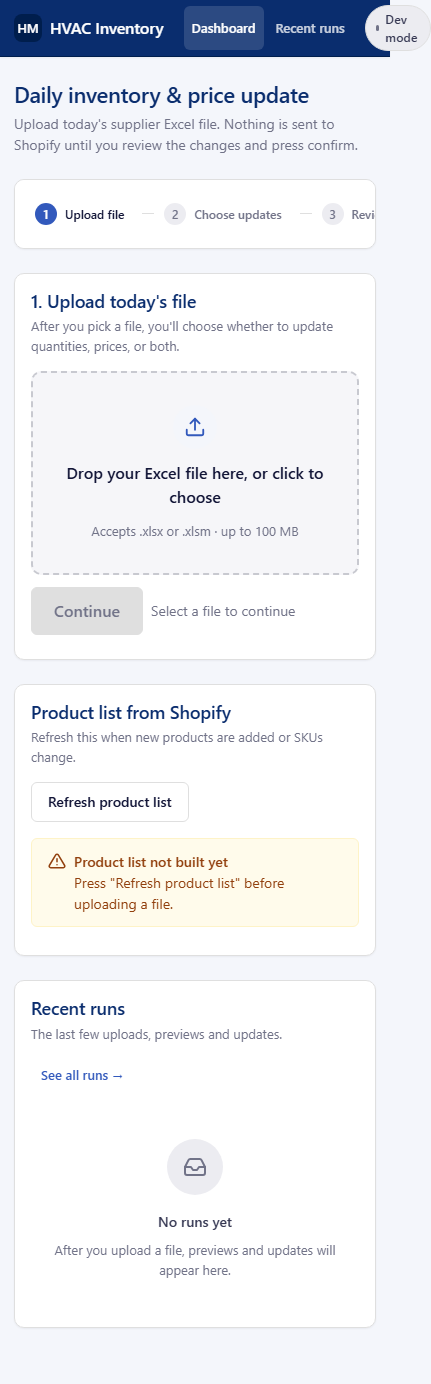 HM HVAC Inventory Dashboard Recent runs Dev mode
Daily inventory & price update
Upload today's supplier Excel file. Nothing is sent to
Shopify until you review the changes and press confirm.
1 Upload file 2 Choose updates 3
1. Upload today's file
After you pick a file, you'll choose whether to update
quantities, prices, or both.
Drop your Excel file here, or click to
choose
Accepts .xlsx or .xlsm · up to 100 MB
Continue Select a file to continue
Product list from Shopify
Refresh this when new products are added or SKUs
change.
Refresh product list
Product list not built yet
Press "Refresh product list" before
uploading a file.
Recent runs
The last few uploads, previews and updates.
See all runs →
No runs yet
After you upload a file, previews and updates will
appear here.